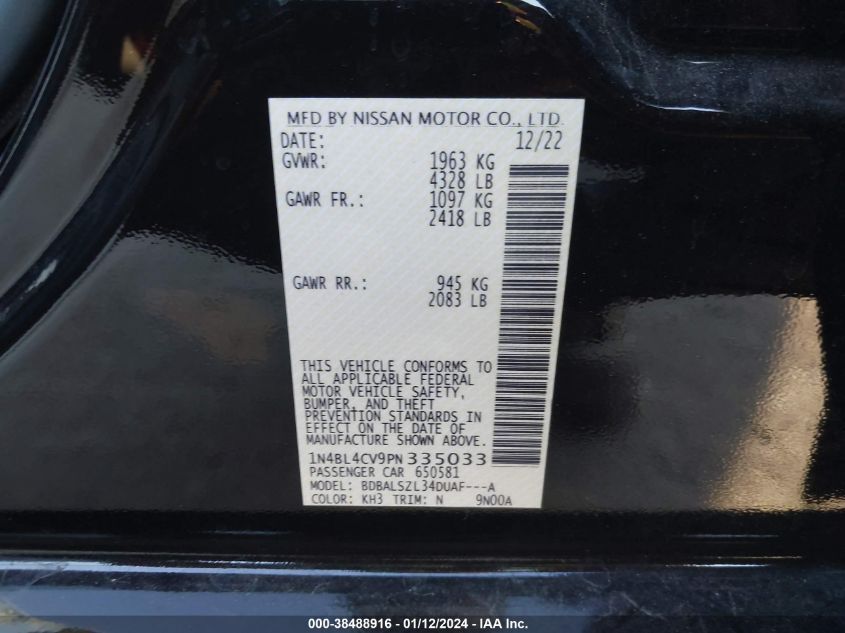 MFD BY NISSAN MOTOR CO., LTD.
DATE: 12/22
GVWR: 1963 KG
4328 LB
GAWR FR.: 1097 KG
2418 LB
GAWR RR.: 945 KG
2083 LB
THIS VEHICLE CONFORMS TO
ALL APPLICABLE FEDERAL
MOTOR VEHICLE SAFETY,
BUMPER, AND THEFT
PREVENTION STANDARDS IN
EFFECT ON THE DATE OF
MANUFACTURE SHOWN ABOVE.
1N4BL4CV9PN335033
PASSENGER CAR 650581
MODEL: BDBALSZL34DUAF---A
COLOR: KH3 TRIM: N 9N00A
000-38488916 - 01/12/2024 - IAA Inc.